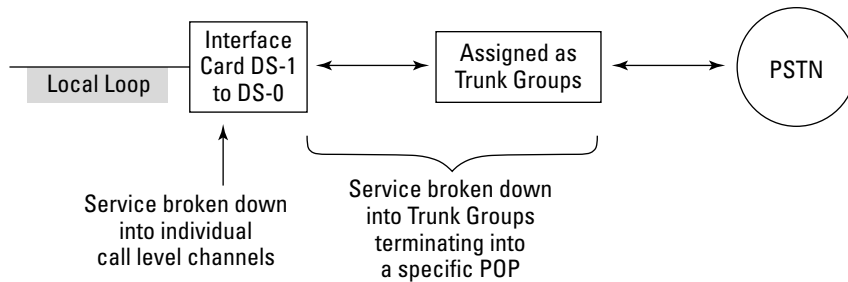 Local Loop
Interface
Card DS-1
to DS-0
Assigned as
Trunk Groups
PSTN
Service broken down
into individual
call level channels
Service broken down
into Trunk Groups
terminating into
a specific POP